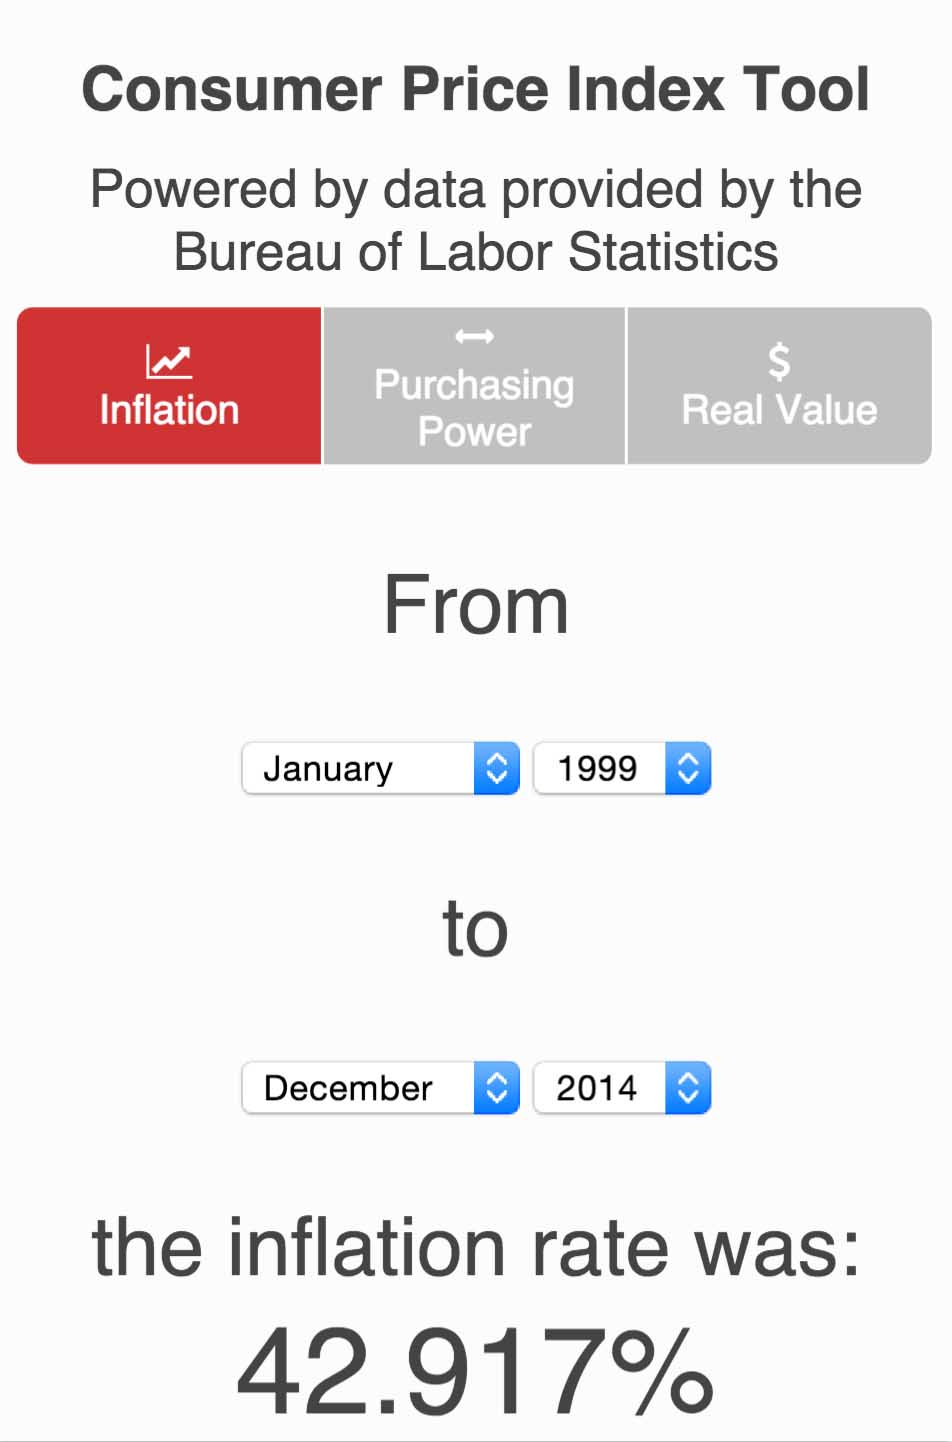 Consumer Price Index Tool
Powered by data provided by the
Bureau of Labor Statistics
Inflation
Purchasing
Power
$
Real Value
From
January 1999
to
December 2014
the inflation rate was:
42.917%